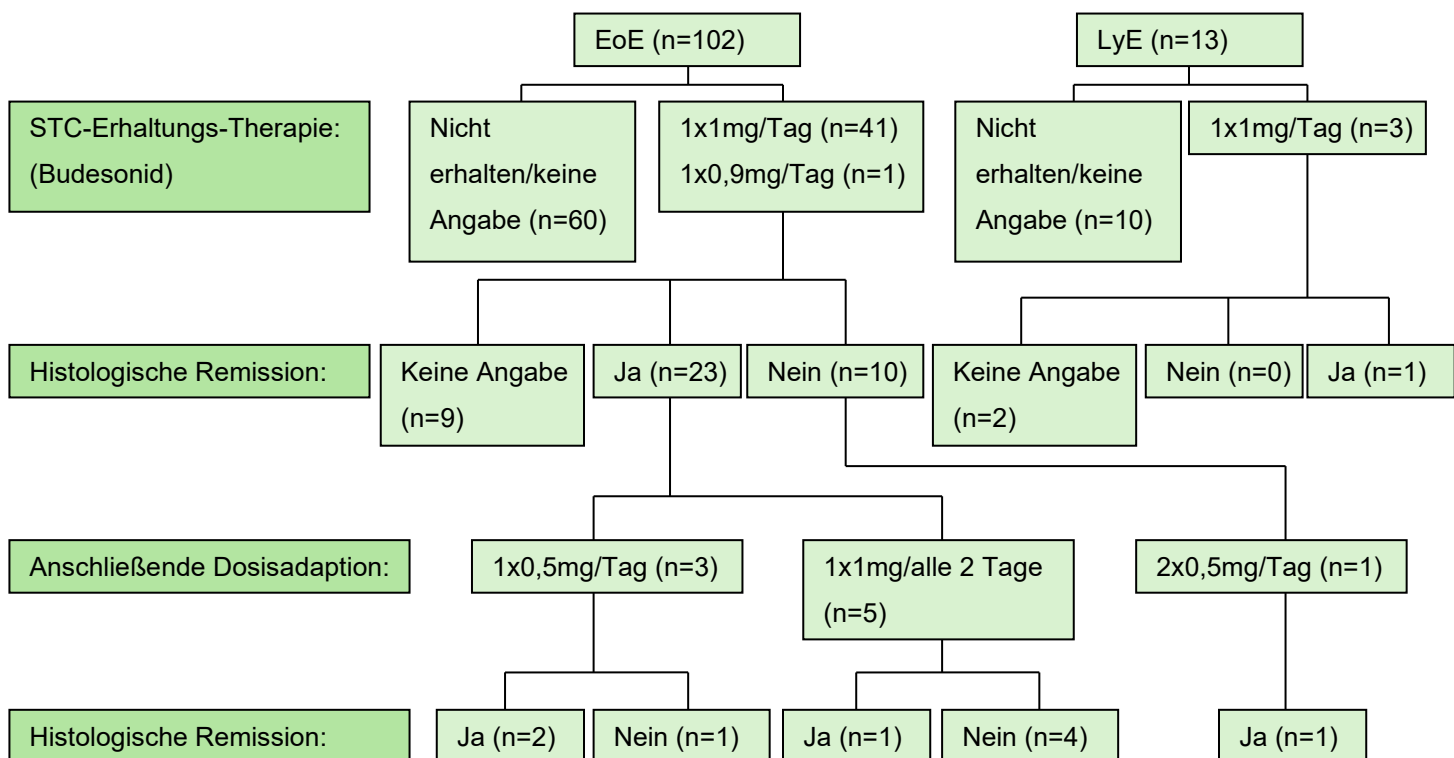 EoE (n=102)
LyE (n=13)
STC-Erhaltungs-Therapie:
(Budesonid)
Nicht
erhalten/keine
Angabe (n=60)
1x1mg/Tag (n=41)
1x0,9mg/Tag (n=1)
Nicht
erhalten/keine
Angabe (n=10)
1x1mg/Tag (n=3)
Histologische Remission:
Keine Angabe
(n=9)
Ja (n=23)
Nein (n=10)
Keine Angabe
(n=2)
Nein (n=0)
Ja (n=1)
Anschließende Dosisadaption:
1x0,5mg/Tag (n=3)
1x1mg/alle 2 Tage
(n=5)
2x0,5mg/Tag (n=1)
Histologische Remission:
Ja (n=2)
Nein (n=1)
Ja (n=1)
Nein (n=4)
Ja (n=1)